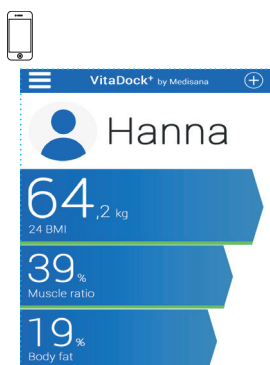 VitaDock⁺ by Medisana
Hanna
64,2 kg
24 BMI
39%
Muscle ratio
19%
Body fat